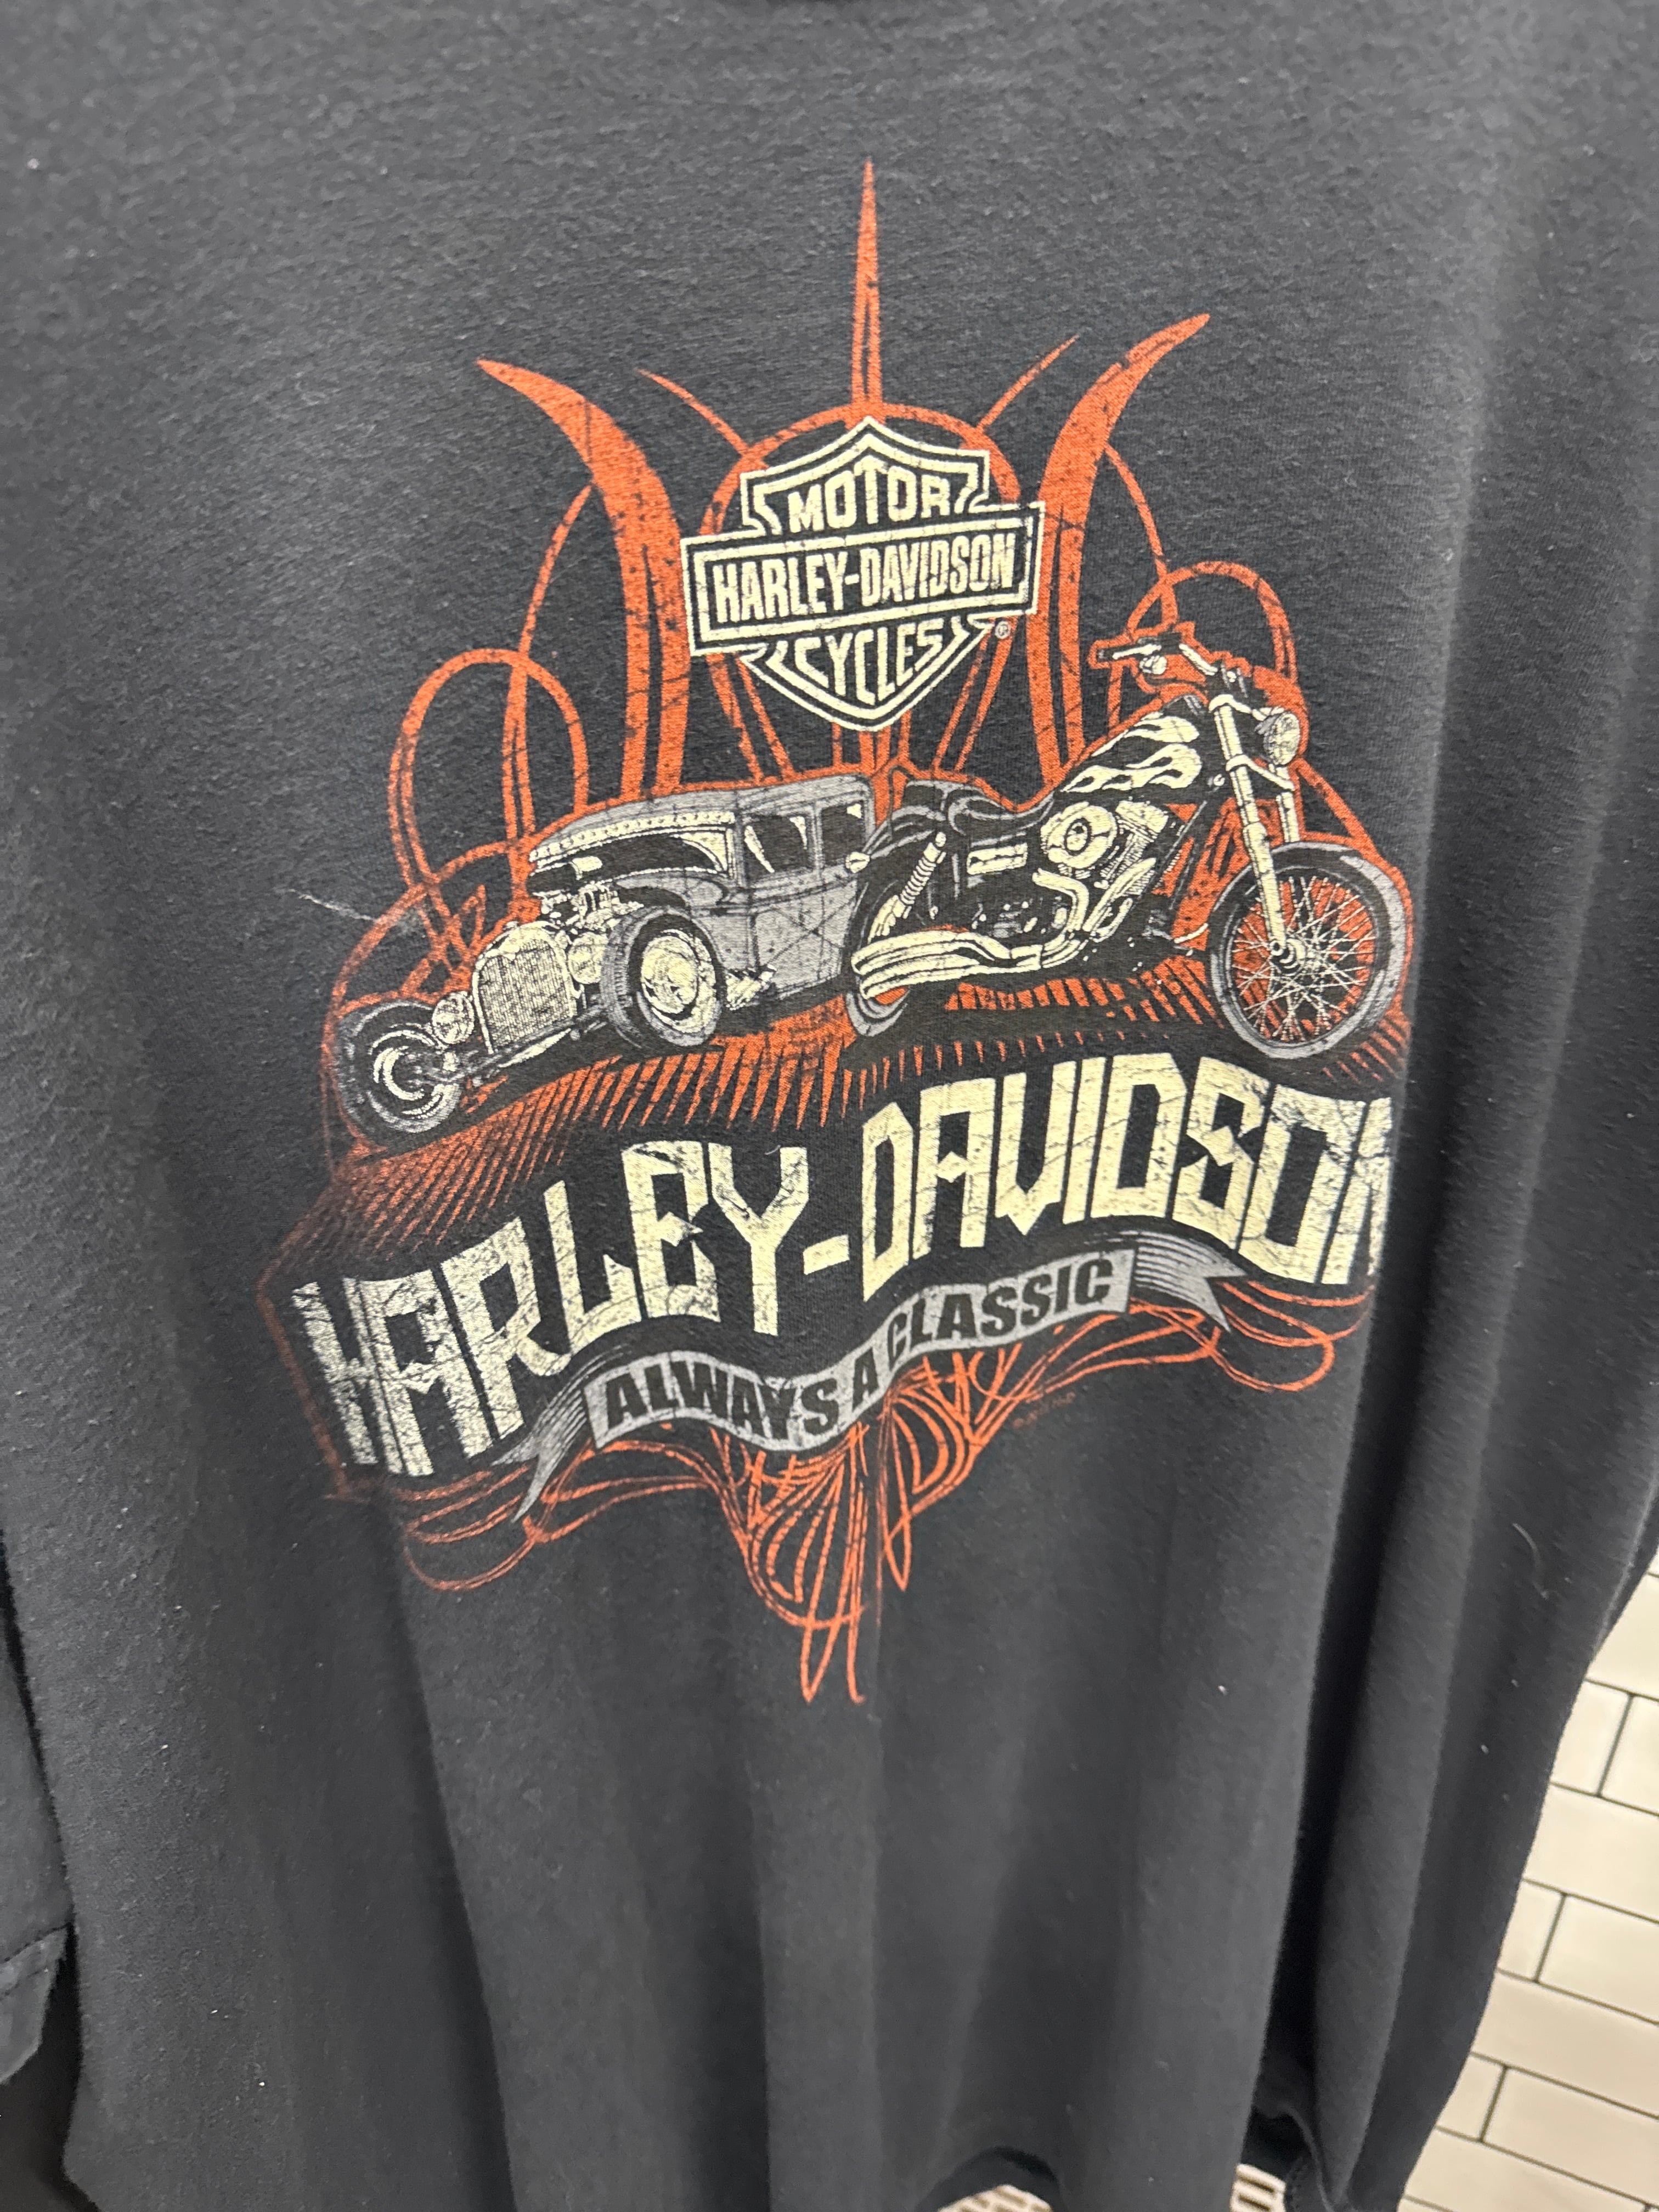 MOTOR
HARLEY-DAVIDSON
®
CYCLES
HARLEY-DAVIDSON
ALWAYS A CLASSIC